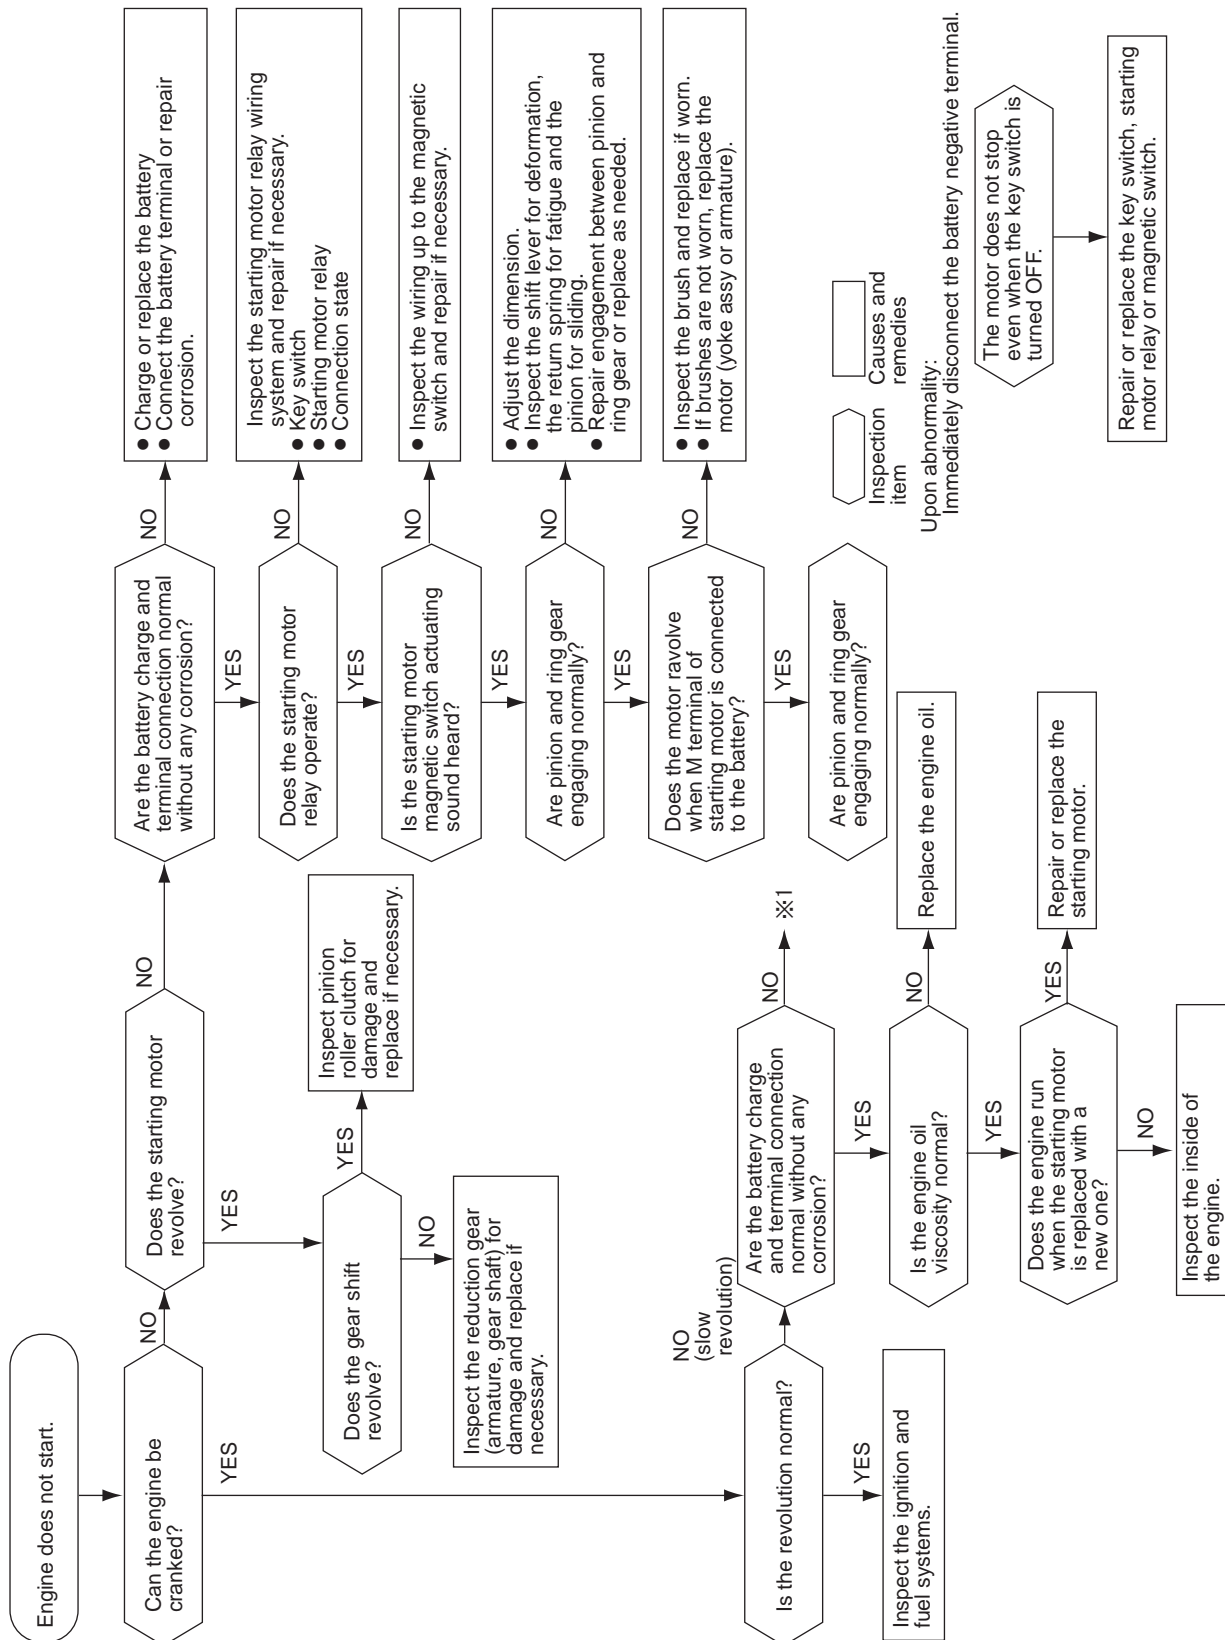 Engine does not start.
Can the engine be
cranked?
NO
YES
Does the starting motor
revolve?
NO
YES
Does the gear shift
revolve?
YES
NO
Inspect pinion
roller clutch for
damage and
replace if necessary.
Inspect the reduction gear
(armature, gear shaft) for
damage and replace if
necessary.
Are the battery charge and
terminal connection normal
without any corrosion?
NO
YES
● Charge or replace the battery
● Connect the battery terminal or repair
corrosion.
Does the starting motor
relay operate?
NO
YES
Inspect the starting motor relay wiring
system and repair if necessary.
● Key switch
● Starting motor relay
● Connection state
Is the starting motor
magnetic switch actuating
sound heard?
NO
YES
● Inspect the wiring up to the magnetic
switch and repair if necessary.
Are pinion and ring gear
engaging normally?
NO
YES
● Adjust the dimension.
● Inspect the shift lever for deformation,
the return spring for fatigue and the
pinion for sliding.
● Repair engagement between pinion and
ring gear or replace as needed.
Does the motor ravolve
when M terminal of
starting motor is connected
to the battery?
NO
YES
● Inspect the brush and replace if worn.
● If brushes are not worn, replace the
motor (yoke assy or armature).
Are pinion and ring gear
engaging normally?
Is the revolution normal?
NO
(slow
revolution)
YES
Inspect the ignition and
fuel systems.
Are the battery charge
and terminal connection
normal without any
corrosion?
NO
※1
YES
Is the engine oil
viscosity normal?
NO
Replace the engine oil.
YES
Does the engine run
when the starting motor
is replaced with a
new one?
YES
Repair or replace the
starting motor.
NO
Inspect the inside of
the engine.
Inspection
item
Causes and
remedies
Upon abnormality:
Immediately disconnect the battery negative terminal.
The motor does not stop
even when the key switch is
turned OFF.
Repair or replace the key switch, starting
motor relay or magnetic switch.